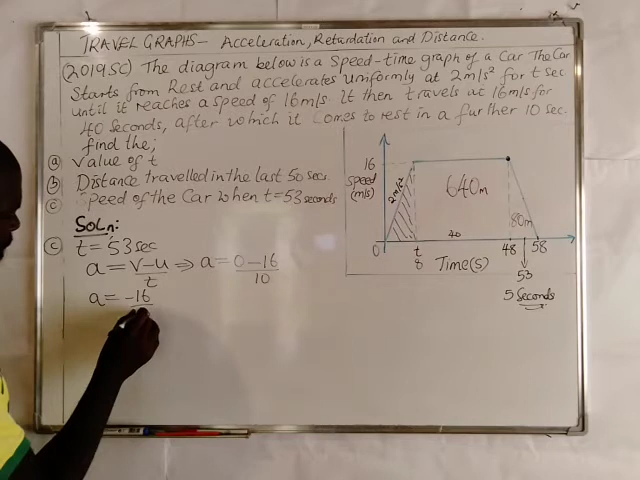 TRAVEL GRAPHS- Acceleration, Retardation and Distance.
(2019SC) The diagram below is a Speed-time graph of a Car The Car
Starts from Rest and accelerates uniformly at 2m/s² for t sec
until it reaches a speed of 16m/s. It then travels at 16m/s for
40 Seconds, after which it Comes to rest in a further 10 sec.
find the;
(a) Value of t
(b) Distance travelled in the last 50 secs.
(c) Speed of the Car when t=53 seconds
16
Speed
(m/s)
2m/s²
640m
80m
40
0
t
8
48
58
Time(s)
53
5 Seconds
SoLn:
(c) t = 53 sec
a = v-u/t ⇒ a = 0-16/10
a = -16